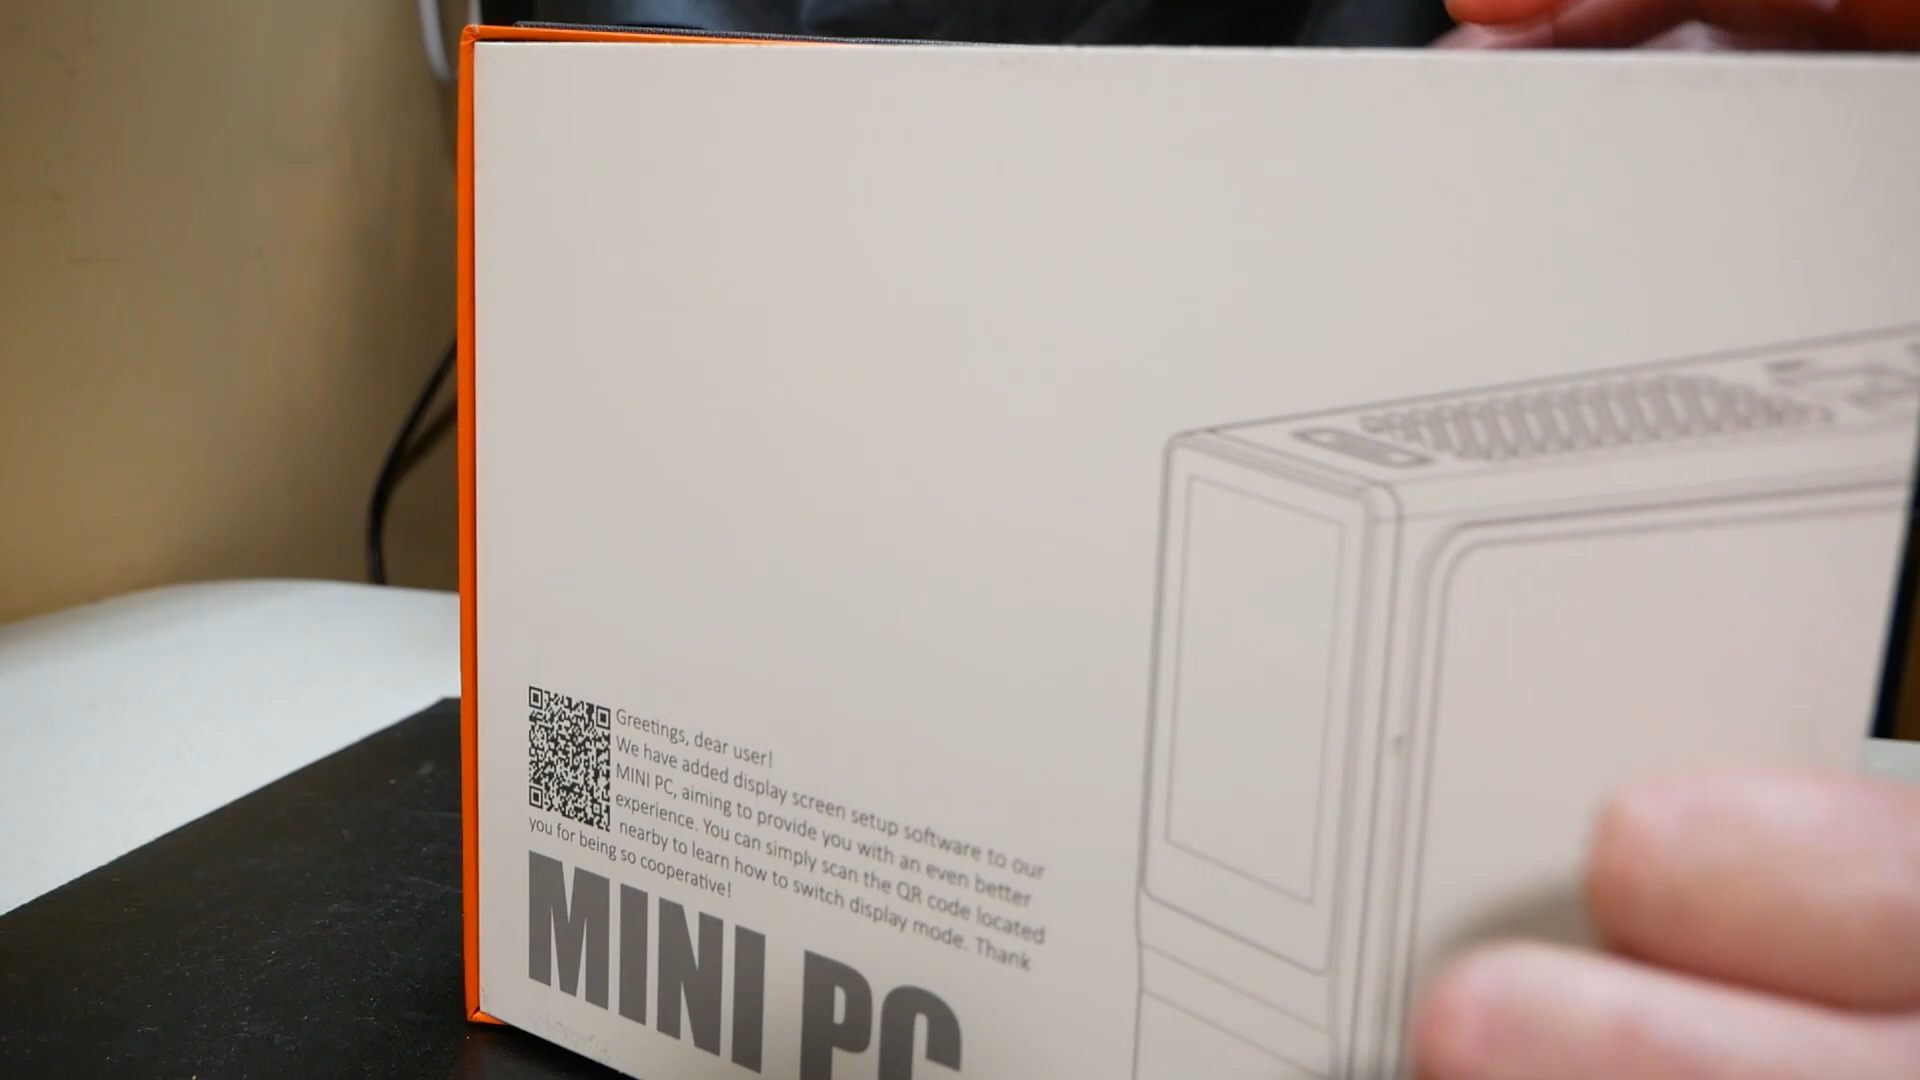 Greetings, dear user!
We have added display screen setup software to our
MINI PC, aiming to provide you with an even better
experience. You can simply scan the QR code located
nearby to learn how to switch display mode. Thank
you for being so cooperative!
MINI PC